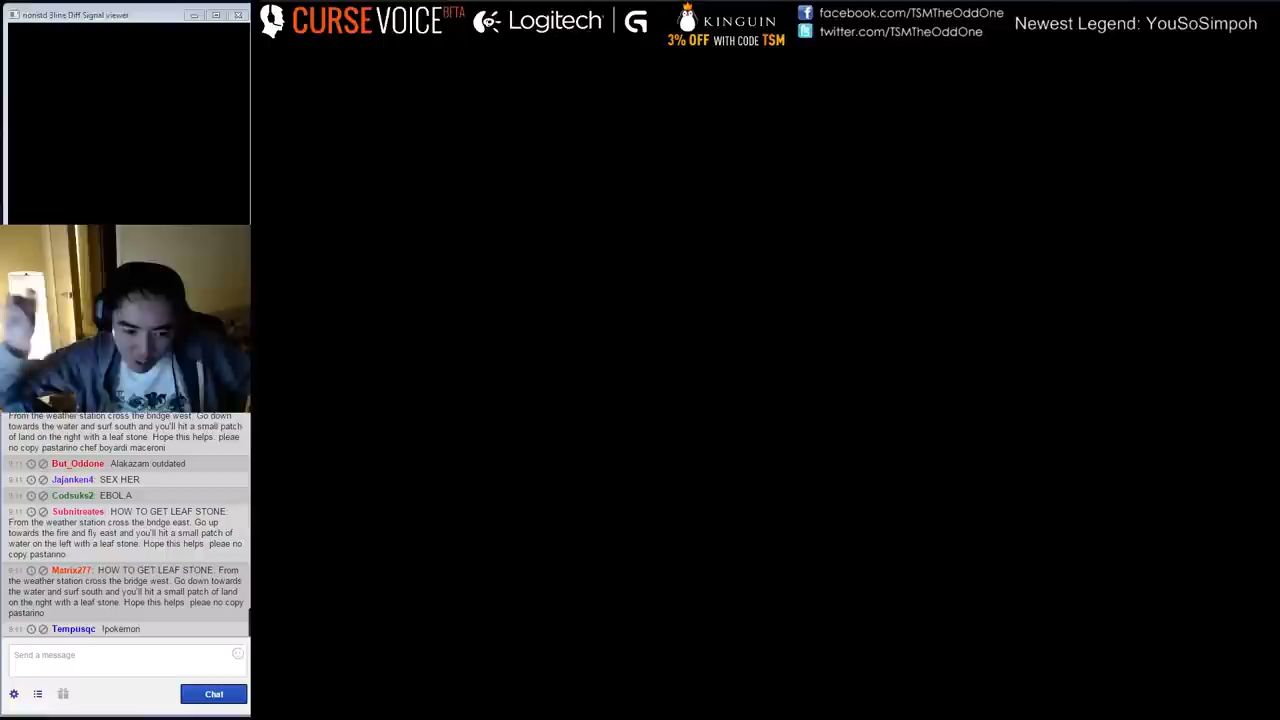 nonstd 3line Diff Signal viewer
CURSE VOICE BETA
Logitech G
KINGUIN
3% OFF WITH CODE TSM
facebook.com/TSMTheOddOne
twitter.com/TSMTheOddOne
Newest Legend: YouSoSimpoh
From the weather station cross the bridge west. Go down
towards the water and surf south and you'll hit a small patch
of land on the right with a leaf stone. Hope this helps. pleae
no copy pastarino chef boyardi maceroni
But_Oddone Alakazam outdated
Jajanken4: SEX HER
Codsuks2: EBOLA
Subnitreates HOW TO GET LEAF STONE:
From the weather station cross the bridge east. Go up
towards the fire and fly east and you'll hit a small patch of
water on the left with a leaf stone. Hope this helps. pleae no
copy pastarino
Matrix277: HOW TO GET LEAF STONE. From
the weather station cross the bridge west. Go down towards
the water and surf south and you'll hit a small patch of land
on the right with a leaf stone. Hope this helps pleae no copy
pastarino
Tempusqc !pokemon
Send a message
Chat